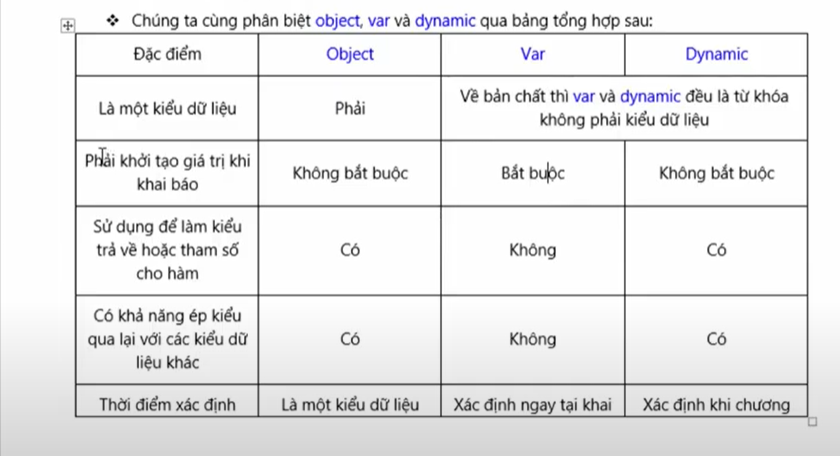 ❖ Chúng ta cùng phân biệt object, var và dynamic qua bảng tổng hợp sau:
Đặc điểm
Object
Var
Dynamic
Là một kiểu dữ liệu
Phải
Về bản chất thì var và dynamic đều là từ khóa
không phải kiểu dữ liệu
Phải khởi tạo giá trị khi
khai báo
Không bắt buộc
Bắt buộc
Không bắt buộc
Sử dụng để làm kiểu
trả về hoặc tham số
cho hàm
Có
Không
Có
Có khả năng ép kiểu
qua lại với các kiểu dữ
liệu khác
Có
Không
Có
Thời điểm xác định
Là một kiểu dữ liệu
Xác định ngay tại khai
Xác định khi chương